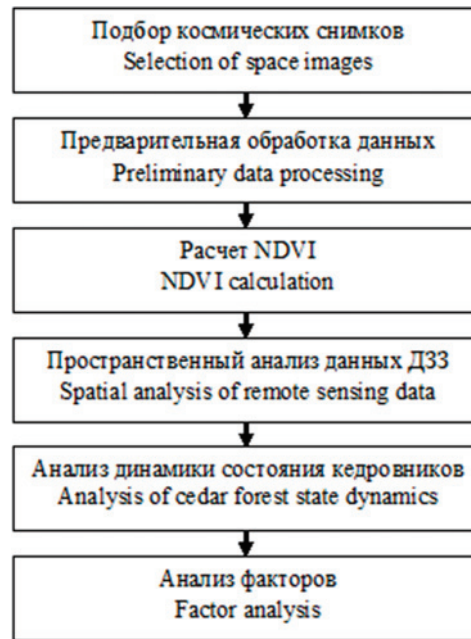 Подбор космических снимков
Selection of space images
Предварительная обработка данных
Preliminary data processing
Расчет NDVI
NDVI calculation
Пространственный анализ данных ДЗЗ
Spatial analysis of remote sensing data
Анализ динамики состояния кедровников
Analysis of cedar forest state dynamics
Анализ факторов
Factor analysis